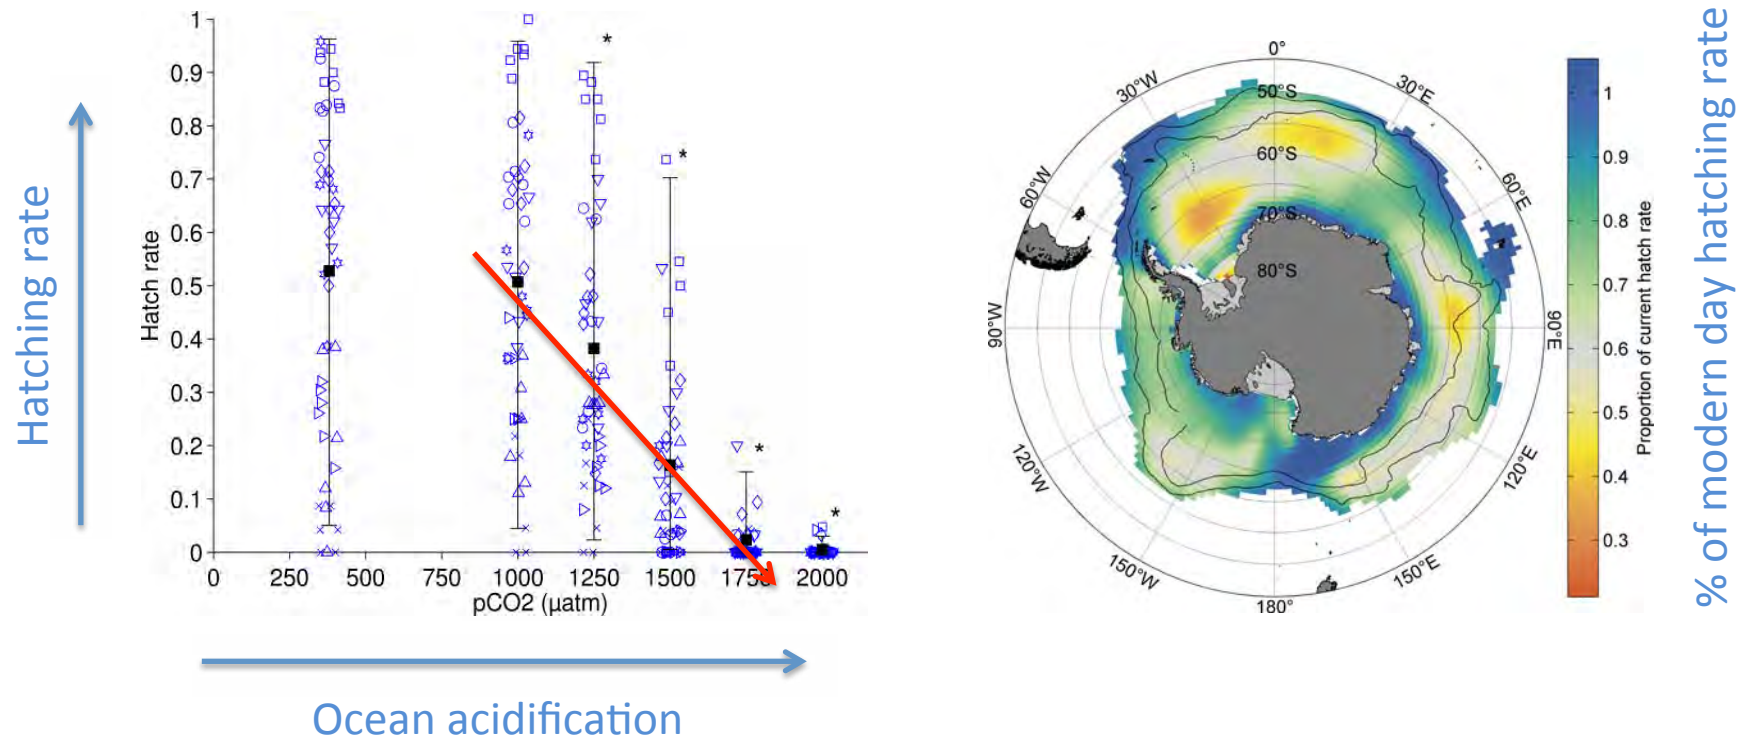 Hatching rate
Hatch rate
1
0.9
0.8
0.7
0.6
0.5
0.4
0.3
0.2
0.1
0
*
*
*
*
0 250 500 750 1000 1250 1500 1750 2000
pCO2 (µatm)
Ocean acidification
0°
30°E
60°E
90°E
120°E
150°E
180°
150°W
120°W
90°W
60°W
30°W
50°S
60°S
70°S
80°S
1
0.9
0.8
0.7
0.6
0.5
0.4
0.3
Proportion of current hatch rate
% of modern day hatching rate